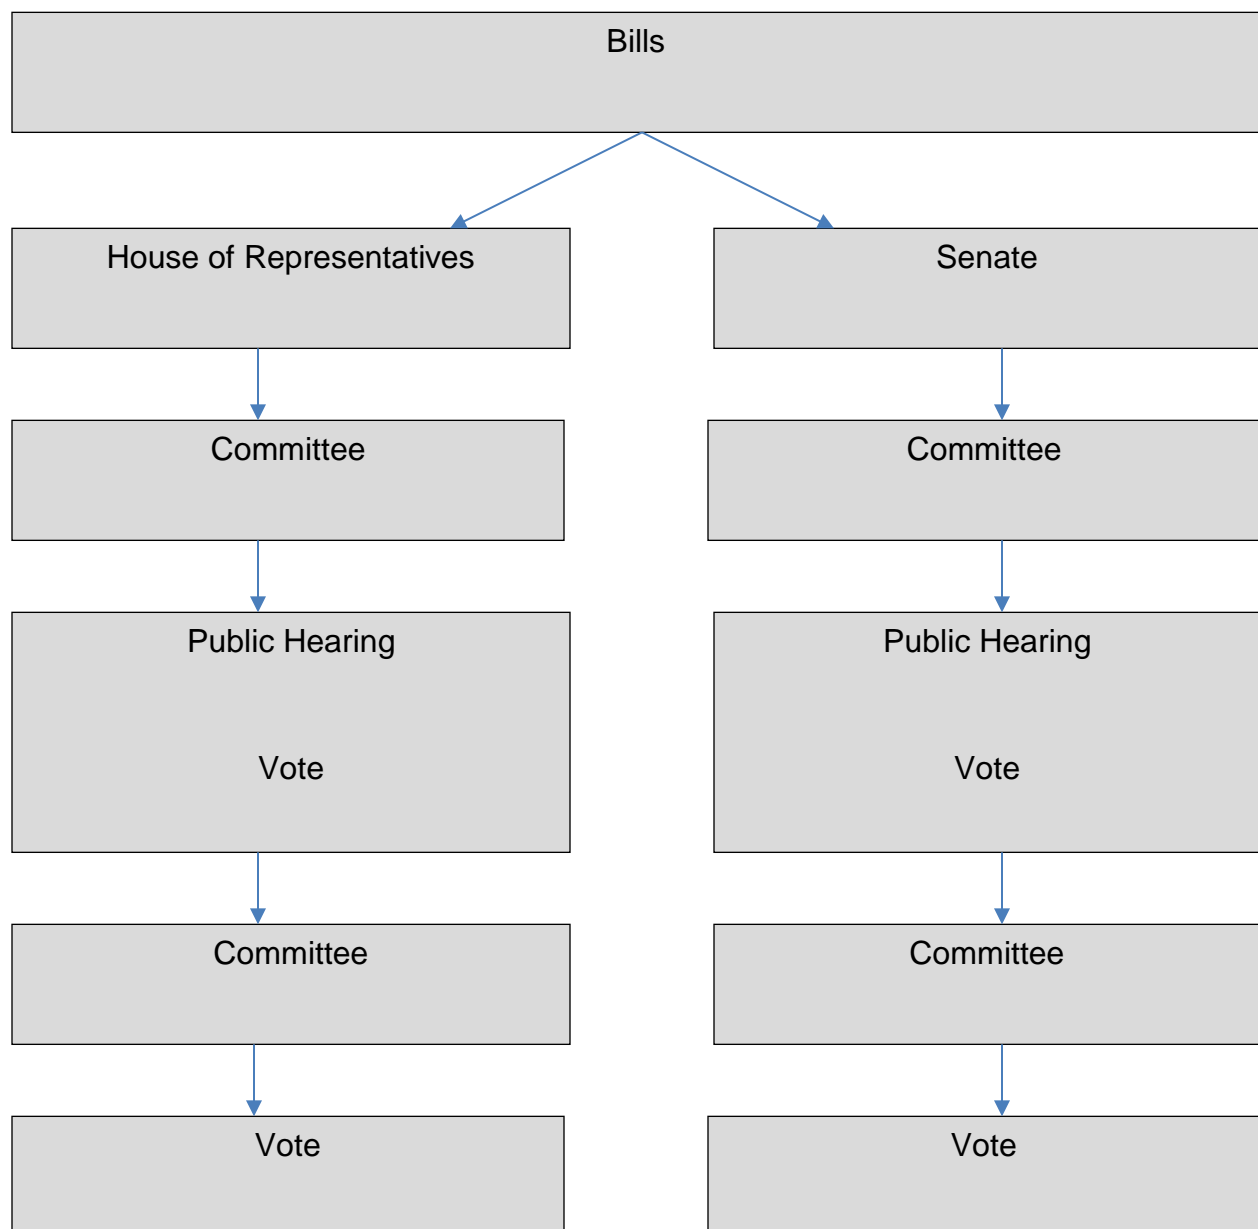 Bills
House of Representatives
Senate
Committee
Committee
Public Hearing
Vote
Public Hearing
Vote
Committee
Committee
Vote
Vote